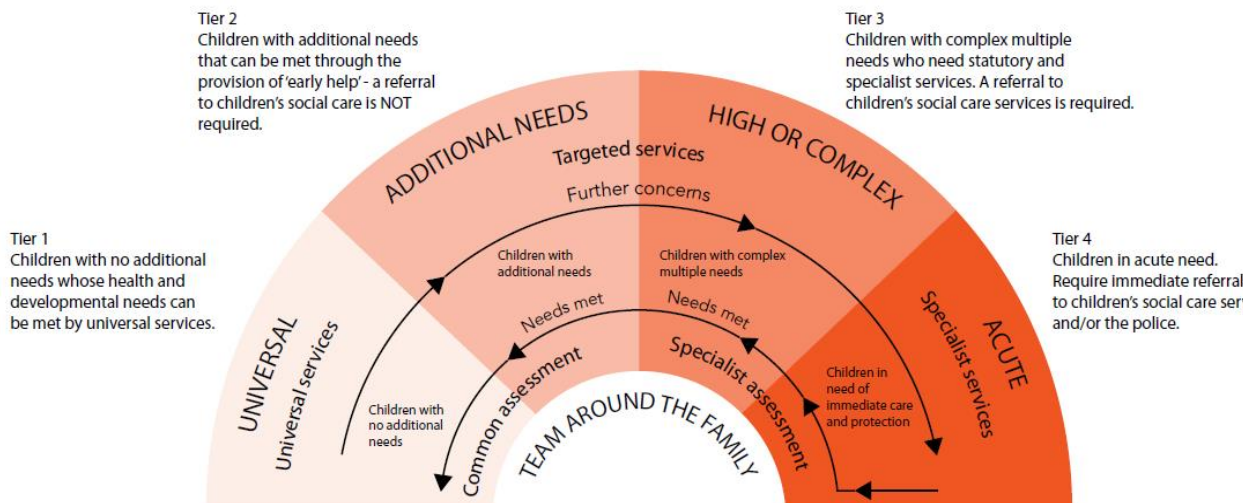 Tier 2
Children with additional needs
that can be met through the
provision of ‘early help’ - a referral
to children’s social care is NOT
required.
Tier 3
Children with complex multiple
needs who need statutory and
specialist services. A referral to
children’s social care services is required.
Tier 1
Children with no additional
needs whose health and
developmental needs can
be met by universal services.
Tier 4
Children in acute need.
Require immediate referral
to children’s social care ser
and/or the police.
UNIVERSAL
Universal services
ADDITIONAL NEEDS
HIGH OR COMPLEX
Targeted services
Further concerns
ACUTE
Specialist services
Children with
additional needs
Children with complex
multiple needs
Needs met
Needs met
Children with
no additional
needs
Common assessment
Specialist assessment
Children in
need of
immediate care
and protection
TEAM AROUND THE FAMILY